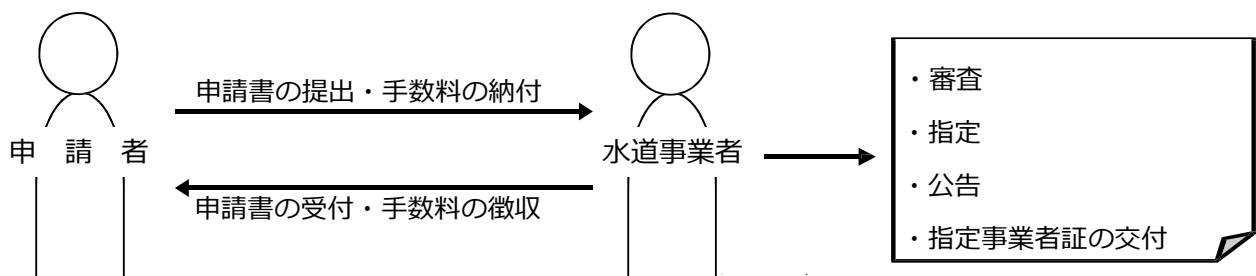 申請書の提出・手数料の納付
申　請　者
水道事業者
申請書の受付・手数料の徴収
・審査
・指定
・公告
・指定事業者証の交付